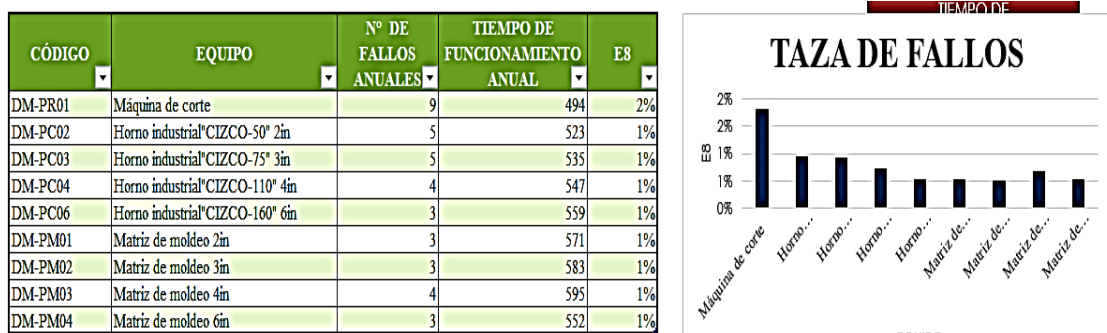 CÓDIGO EQUIPO Nº DE FALLOS ANUALES TIEMPO DE FUNCIONAMIENTO ANUAL E8
DM-PR01 Máquina de corte 9 494 2%
DM-PC02 Horno industrial"CIZCO-50" 2in 5 523 1%
DM-PC03 Horno industrial"CIZCO-75" 3in 5 535 1%
DM-PC04 Horno industrial"CIZCO-110" 4in 4 547 1%
DM-PC06 Horno industrial"CIZCO-160" 6in 3 559 1%
DM-PM01 Matriz de moldeo 2in 3 571 1%
DM-PM02 Matriz de moldeo 3in 3 583 1%
DM-PM03 Matriz de moldeo 4in 4 595 1%
DM-PM04 Matriz de moldeo 6in 3 552 1%
TIEMPO DE
TAZA DE FALLOS
2%
2%
1%
1%
0%
E8
Máquina de corte
Horno...
Horno...
Horno...
Horno...
Matriz de...
Matriz de...
Matriz de...
Matriz de...